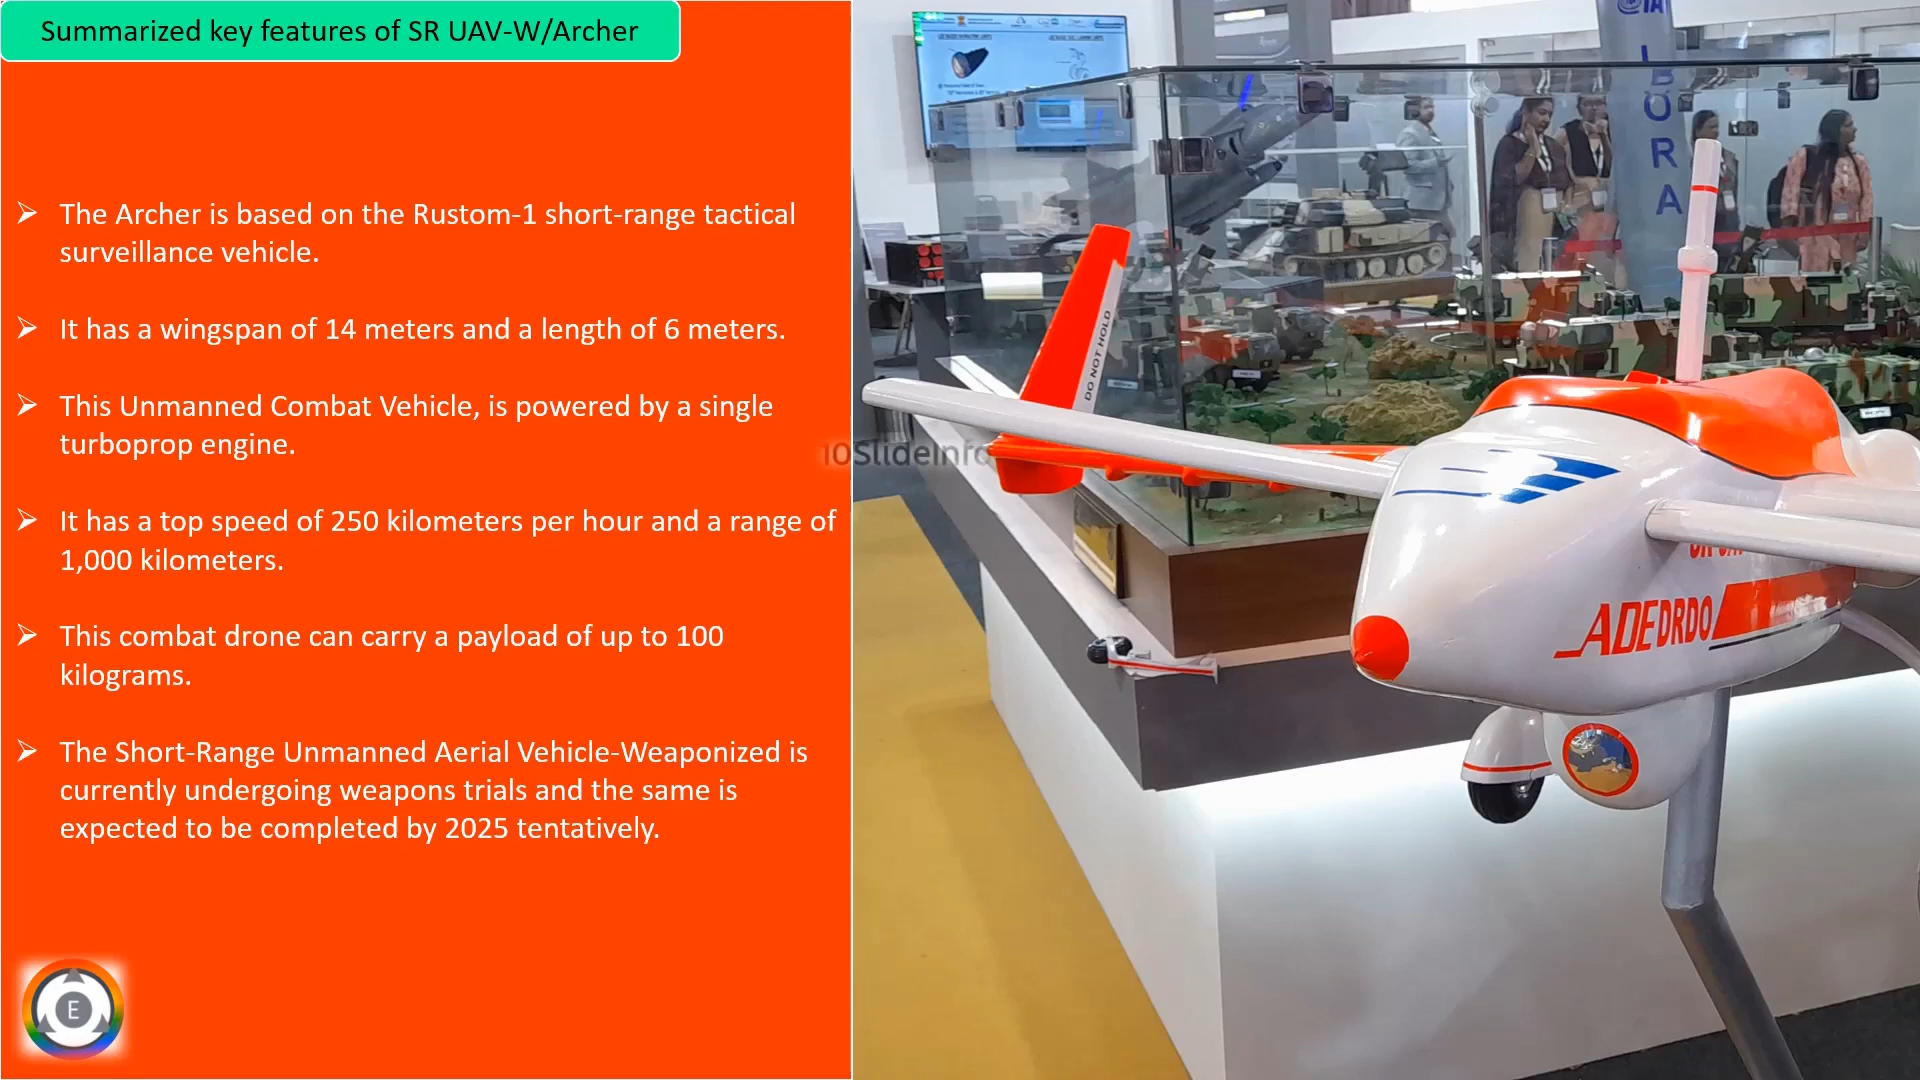 Summarized key features of SR UAV-W/Archer
The Archer is based on the Rustom-1 short-range tactical
surveillance vehicle.
It has a wingspan of 14 meters and a length of 6 meters.
This Unmanned Combat Vehicle, is powered by a single
turboprop engine.
It has a top speed of 250 kilometers per hour and a range of
1,000 kilometers.
This combat drone can carry a payload of up to 100
kilograms.
The Short-Range Unmanned Aerial Vehicle-Weaponized is
currently undergoing weapons trials and the same is
expected to be completed by 2025 tentatively.
E
DO NOT HOLD
LORA
ADEDRDO